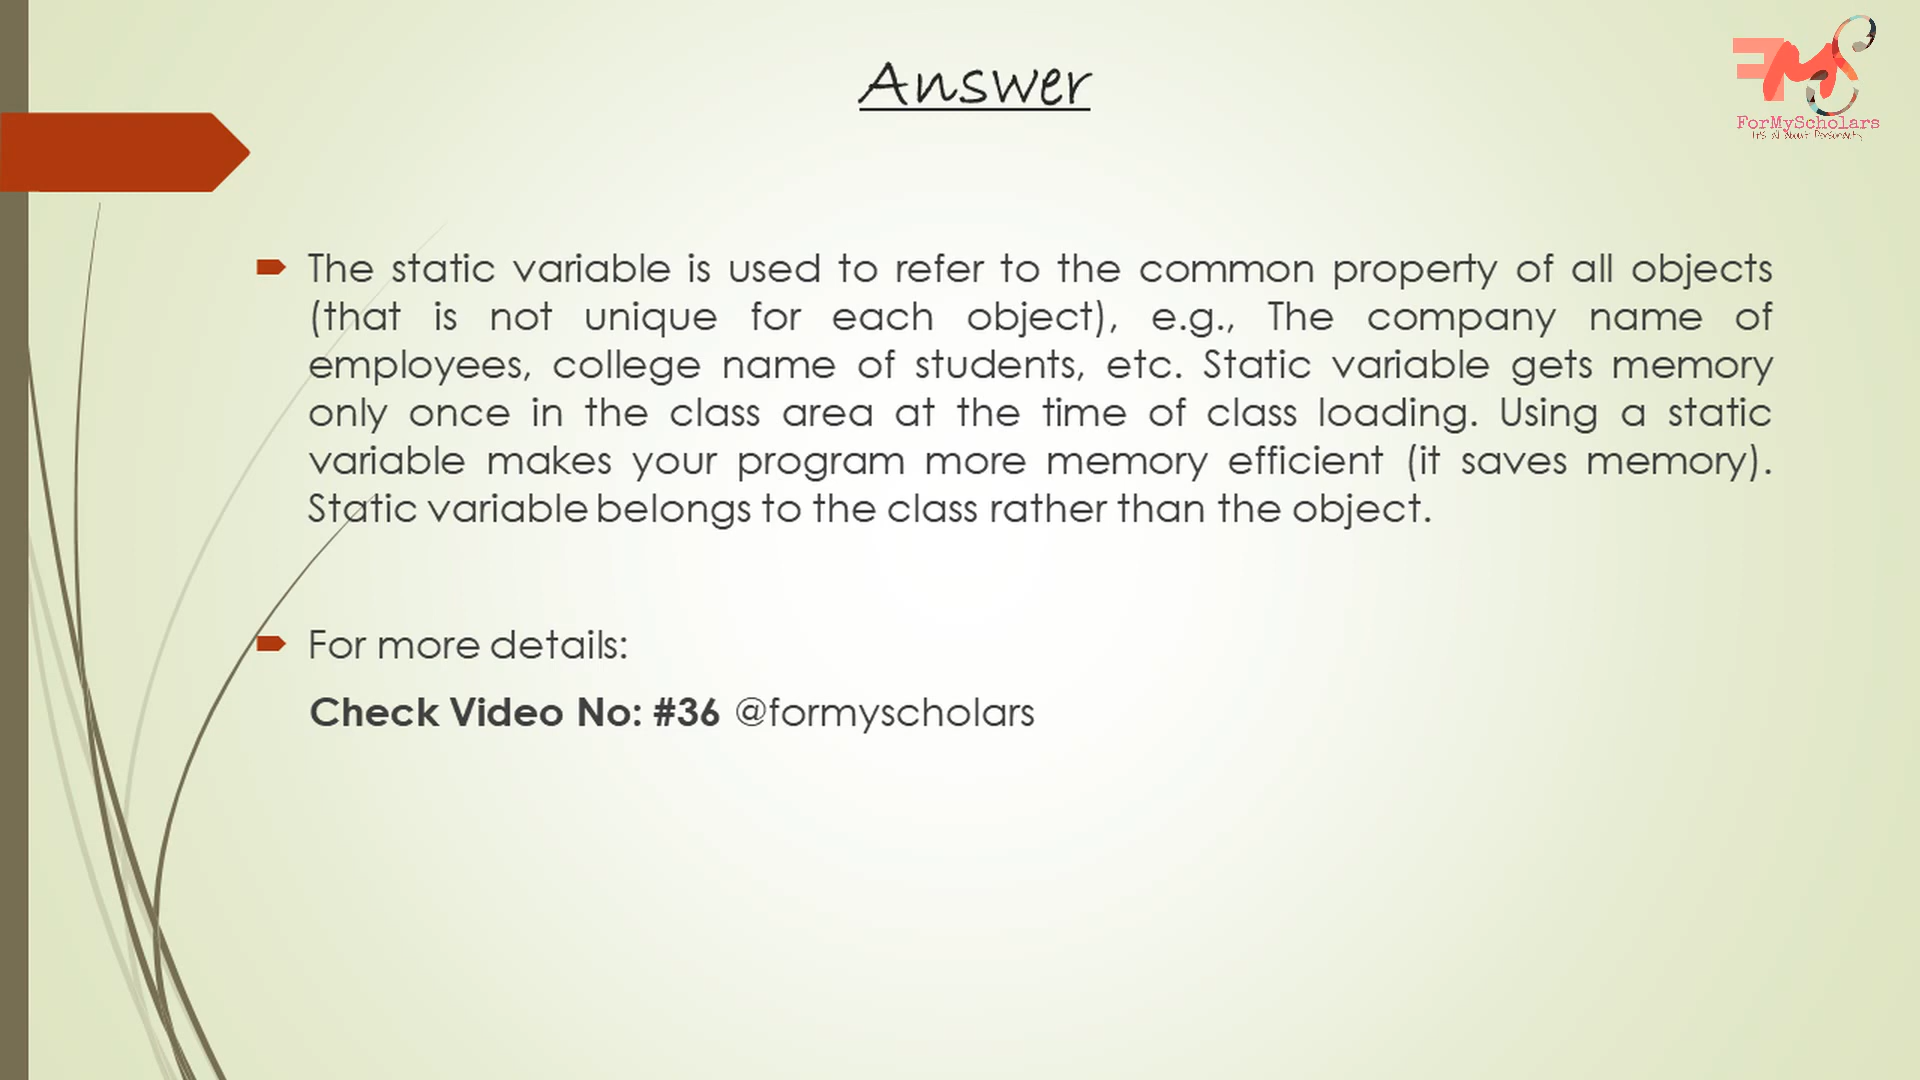 Answer
ForMyScholars
It's all About Personality
The static variable is used to refer to the common property of all objects
(that is not unique for each object), e.g., The company name of
employees, college name of students, etc. Static variable gets memory
only once in the class area at the time of class loading. Using a static
variable makes your program more memory efficient (it saves memory).
Static variable belongs to the class rather than the object.
For more details:
Check Video No: #36 @formyscholars